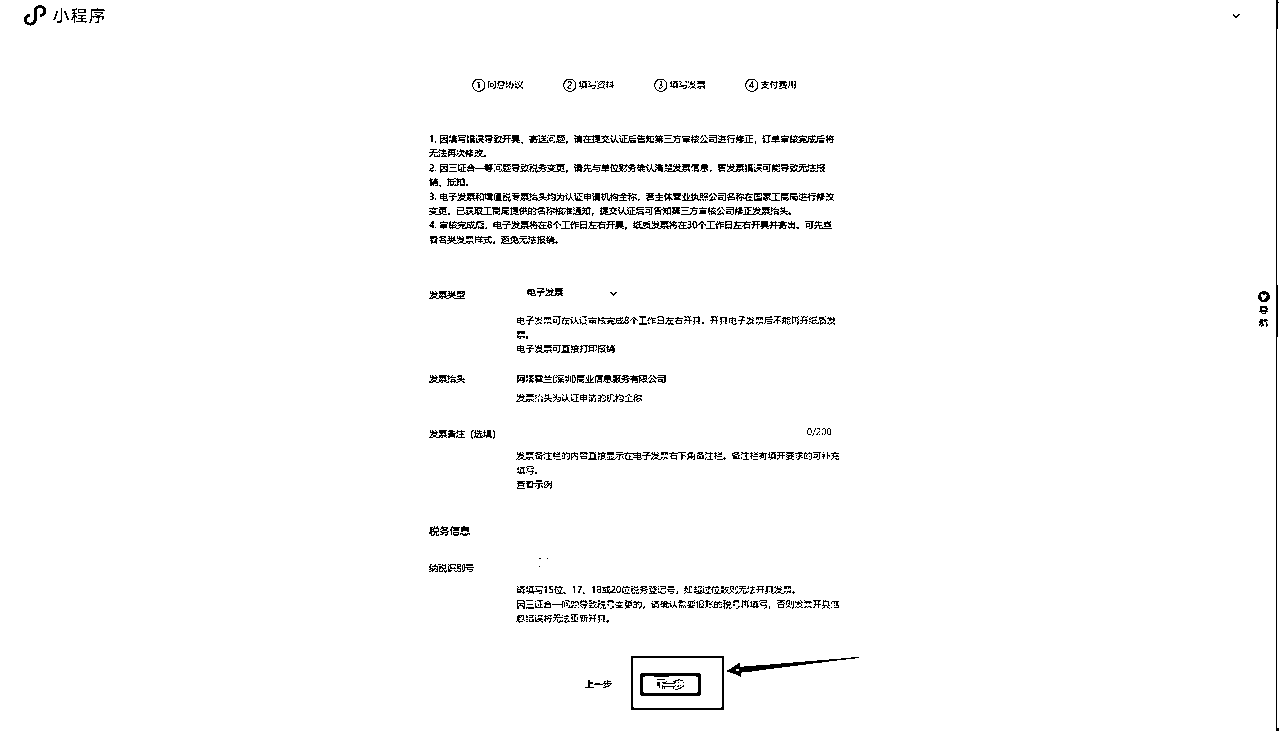 小程序
1 同意协议
2 填写资料
3 填写发票
4 支付费用
1. 因填写错误导致开具、寄送问题，请在提交认证后告知第三方审核公司进行修正，订单审核完成后将
无法再次修改。
2. 因三证合一等问题导致税务变更，请先与单位财务确认清楚发票信息，若发票错误可能导致无法报
销、抵扣。
3. 电子发票和增值税专票抬头均为认证申请机构全称，若主体营业执照公司名称在国家工商局进行修改
变更，已获取工商局提供的名称核准通知，提交认证后可告知第三方审核公司修正发票抬头。
4. 审核完成后，电子发票将在8个工作日左右开具，纸质发票将在30个工作日左右开具并寄出。可先查
看各类发票样式，避免无法报销。
发票类型
电子发票
电子发票可在认证审核完成8个工作日左右开具，开具电子发票后不能再开纸质发
票。
电子发票可直接打印报销
发票抬头
(深圳)商业信息服务有限公司
发票抬头为认证申请的机构全称
发票备注（选填）
0/200
发票备注栏的内容直接显示在电子发票右下角备注栏。备注栏有填开要求的可补充
填写。
查看示例
税务信息
纳税识别号
请填写15位、17、18或20位税务登记号，如超过位数则无法开具发票。
因三证合一问题导致税号变更的，请确认需要报账的税号再填写，否则发票开具信
息错误将无法重新开具。
上一步
下一步
导航